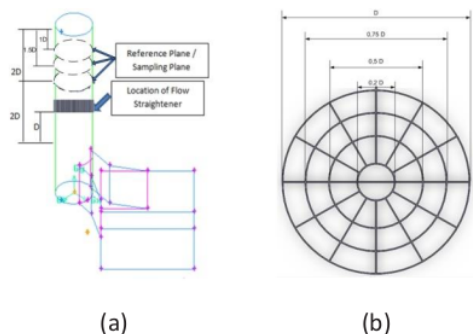 1D
1.5D
2D
2D
D
Reference Plane /
Sampling Plane
Location of Flow
Straightener
D
0,75 D
0,5 D
0,2 D
(a)
(b)